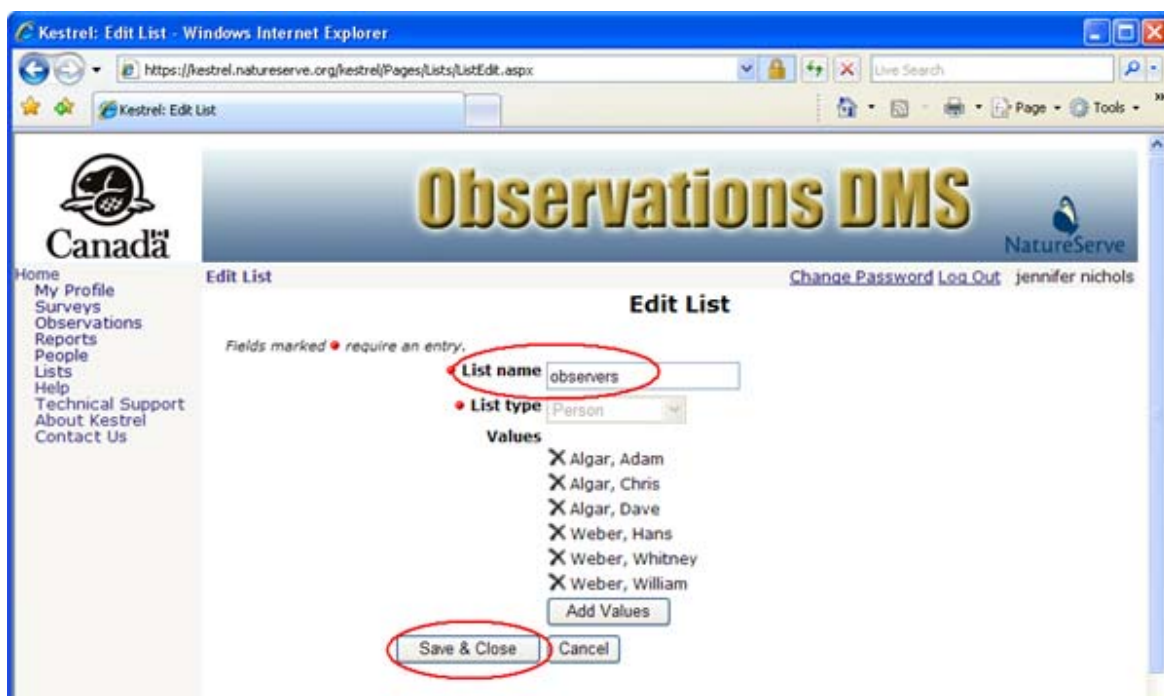 Kestrel: Edit List - Windows Internet Explorer
https://kestrel.natureserve.org/kestrel/Pages/Lists/ListEdit.aspx
Live Search
Kestrel: Edit List
Page
Tools
Canada
Observations DMS
NatureServe
Home
My Profile
Surveys
Observations
Reports
People
Lists
Help
Technical Support
About Kestrel
Contact Us
Edit List
Change Password Log Out jennifer nichols
Edit List
Fields marked require an entry.
List name observers
List type Person
Values
Algar, Adam
Algar, Chris
Algar, Dave
Weber, Hans
Weber, Whitney
Weber, William
Add Values
Save & Close Cancel